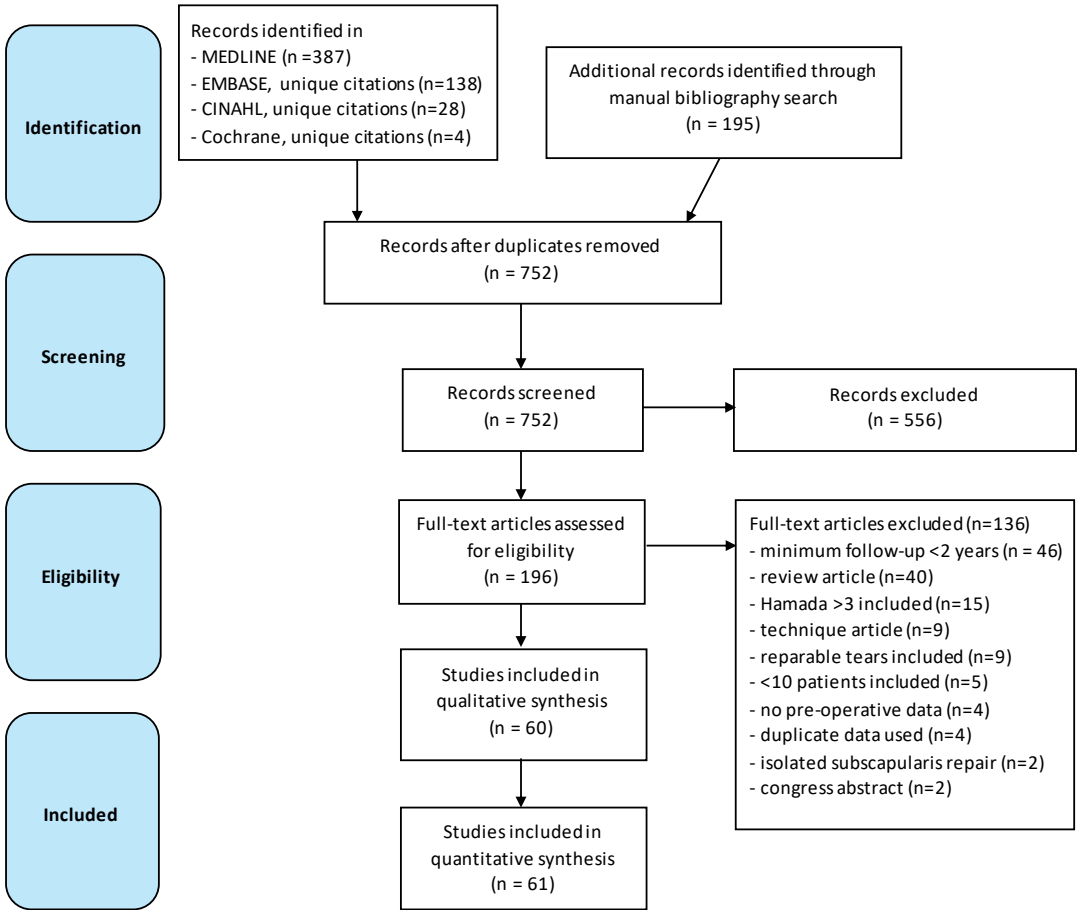 Identification
Records identified in
- MEDLINE (n =387)
- EMBASE, unique citations (n=138)
- CINAHL, unique citations (n=28)
- Cochrane, unique citations (n=4)
Additional records identified through
manual bibliography search
(n = 195)
Records after duplicates removed
(n = 752)
Screening
Records screened
(n = 752)
Records excluded
(n = 556)
Eligibility
Full-text articles assessed
for eligibility
(n = 196)
Full-text articles excluded (n=136)
- minimum follow-up <2 years (n = 46)
- review article (n=40)
- Hamada >3 included (n=15)
- technique article (n=9)
- reparable tears included (n=9)
- <10 patients included (n=5)
- no pre-operative data (n=4)
- duplicate data used (n=4)
- isolated subscapularis repair (n=2)
- congress abstract (n=2)
Studies included in
qualitative synthesis
(n = 60)
Included
Studies included in
quantitative synthesis
(n = 61)